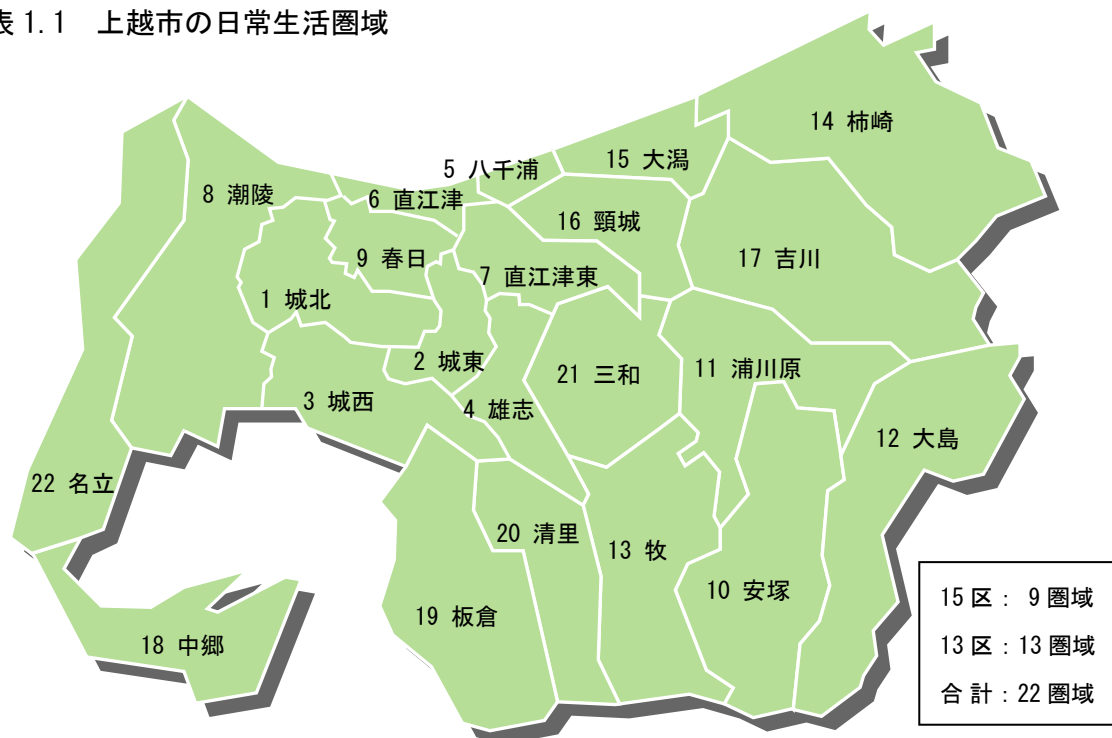 表 1.1 上越市の日常生活圏域
14 柿崎
5 八千浦
15 大潟
8 潮陵
6 直江津
16 頸城
9 春日
17 吉川
7 直江津東
1 城北
2 城東
21 三和
11 浦川原
3 城西
4 雄志
12 大島
22 名立
20 清里
13 牧
10 安塚
19 板倉
18 中郷
15 区： 9 圏域
13 区：13 圏域
合 計：22 圏域